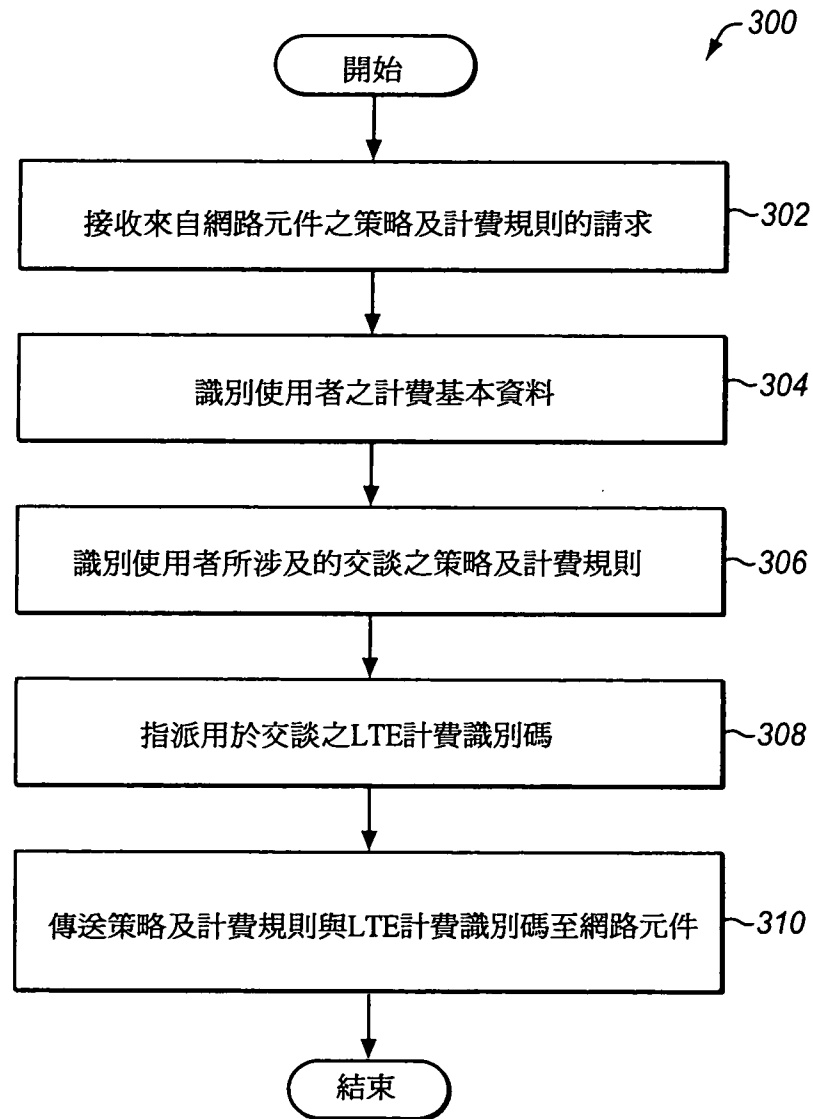 300
開始
接收來自網路元件之策略及計費規則的請求
302
識別使用者之計費基本資料
304
識別使用者所涉及的交談之策略及計費規則
306
指派用於交談之LTE計費識別碼
308
傳送策略及計費規則與LTE計費識別碼至網路元件
310
結束